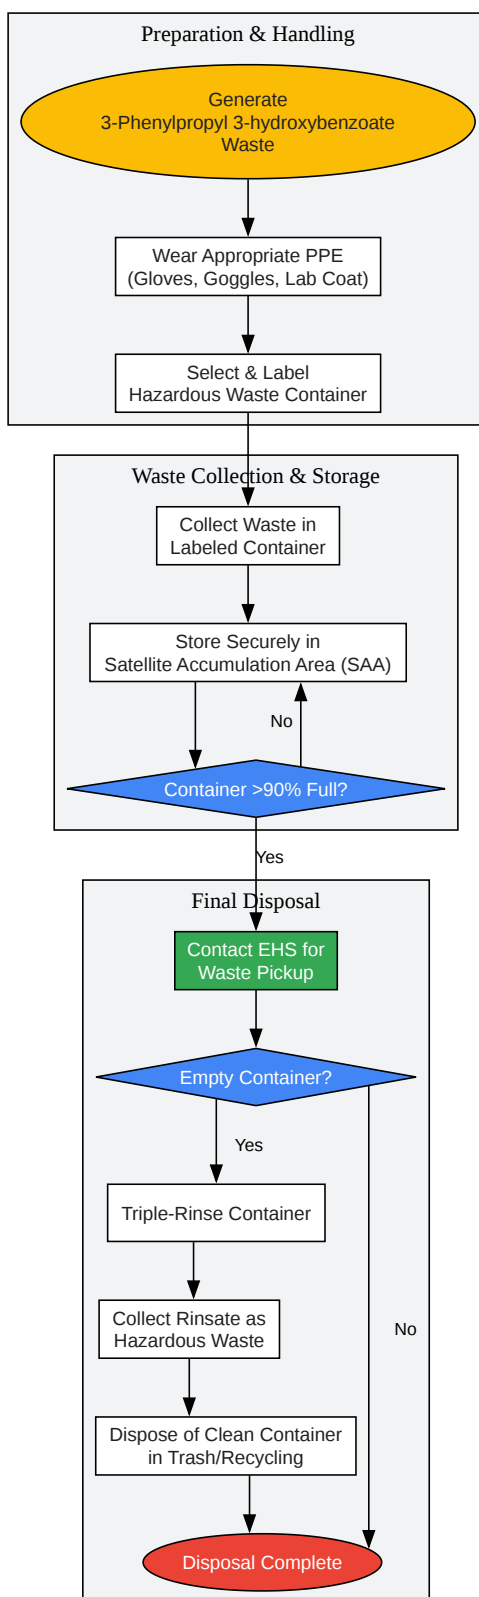 Preparation & Handling
Generate
3-Phenylpropyl 3-hydroxybenzoate
Waste
Wear Appropriate PPE
(Gloves, Goggles, Lab Coat)
Select & Label
Hazardous Waste Container
Waste Collection & Storage
Collect Waste in
Labeled Container
Store Securely in
Satellite Accumulation Area (SAA)
No
Container >90% Full?
Yes
Final Disposal
Contact EHS for
Waste Pickup
Empty Container?
Yes
Triple-Rinse Container
Collect Rinsate as
Hazardous Waste
No
Dispose of Clean Container
in Trash/Recycling
Disposal Complete